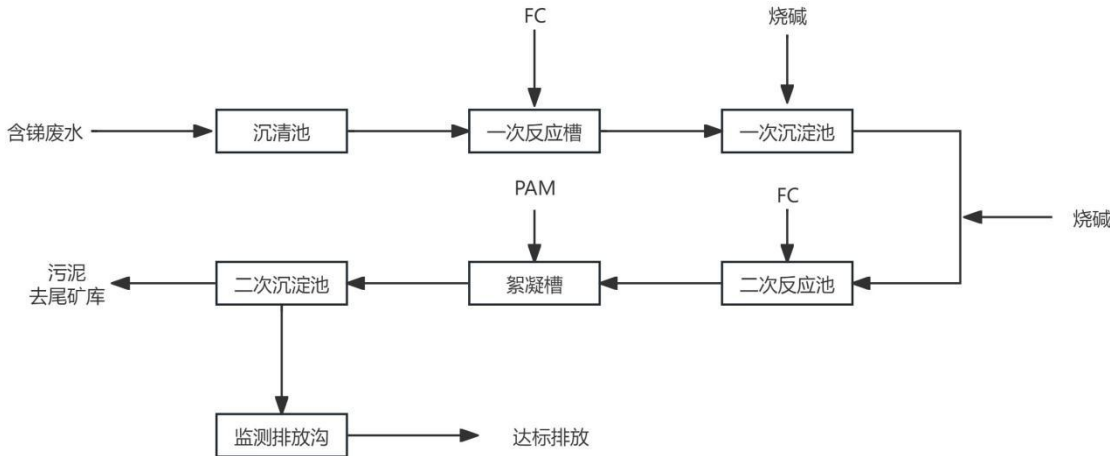 FC
烧碱
含锑废水
沉清池
一次反应槽
一次沉淀池
PAM
FC
烧碱
污泥
去尾矿库
二次沉淀池
絮凝槽
二次反应池
监测排放沟
达标排放